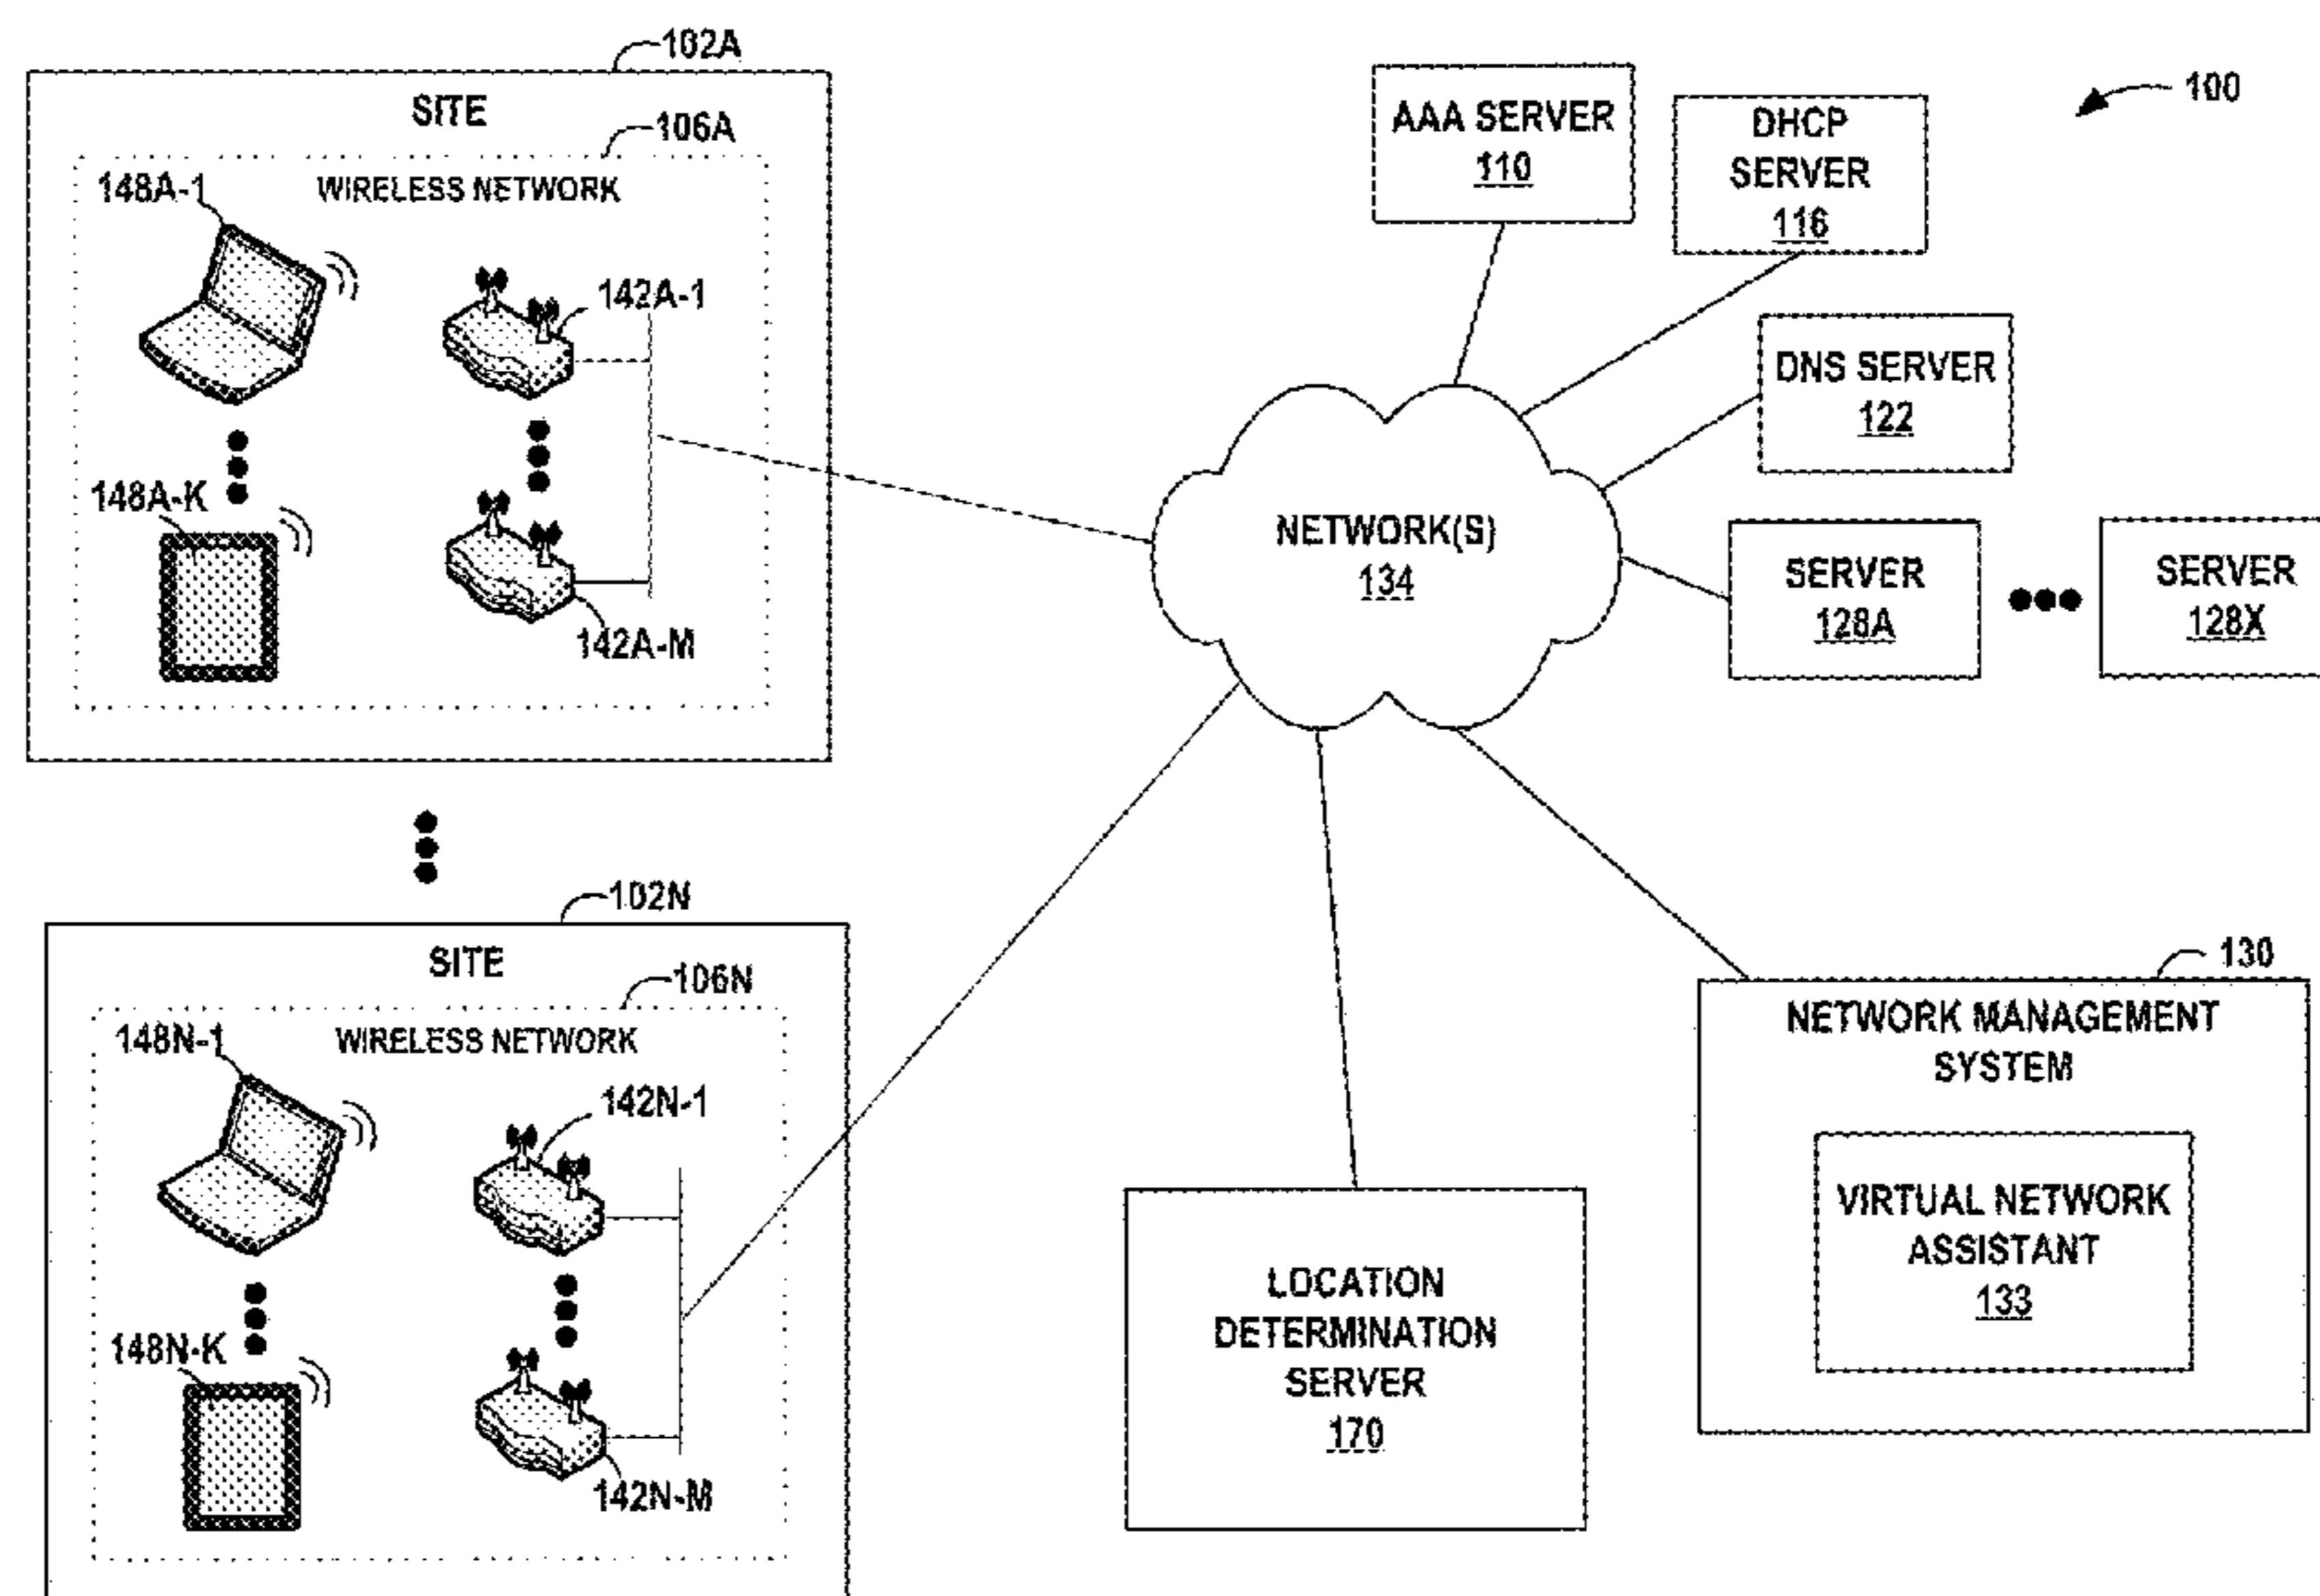 102A
SITE
106A
148A-1
WIRELESS NETWORK
142A-1
148A-K
142A-M
102N
SITE
106N
148N-1
WIRELESS NETWORK
142N-1
148N-K
142N-M
AAA SERVER
110
DHCP
SERVER
116
100
DNS SERVER
122
NETWORK(S)
134
SERVER
128A
SERVER
128X
130
NETWORK MANAGEMENT
SYSTEM
VIRTUAL NETWORK
ASSISTANT
133
LOCATION
DETERMINATION
SERVER
170